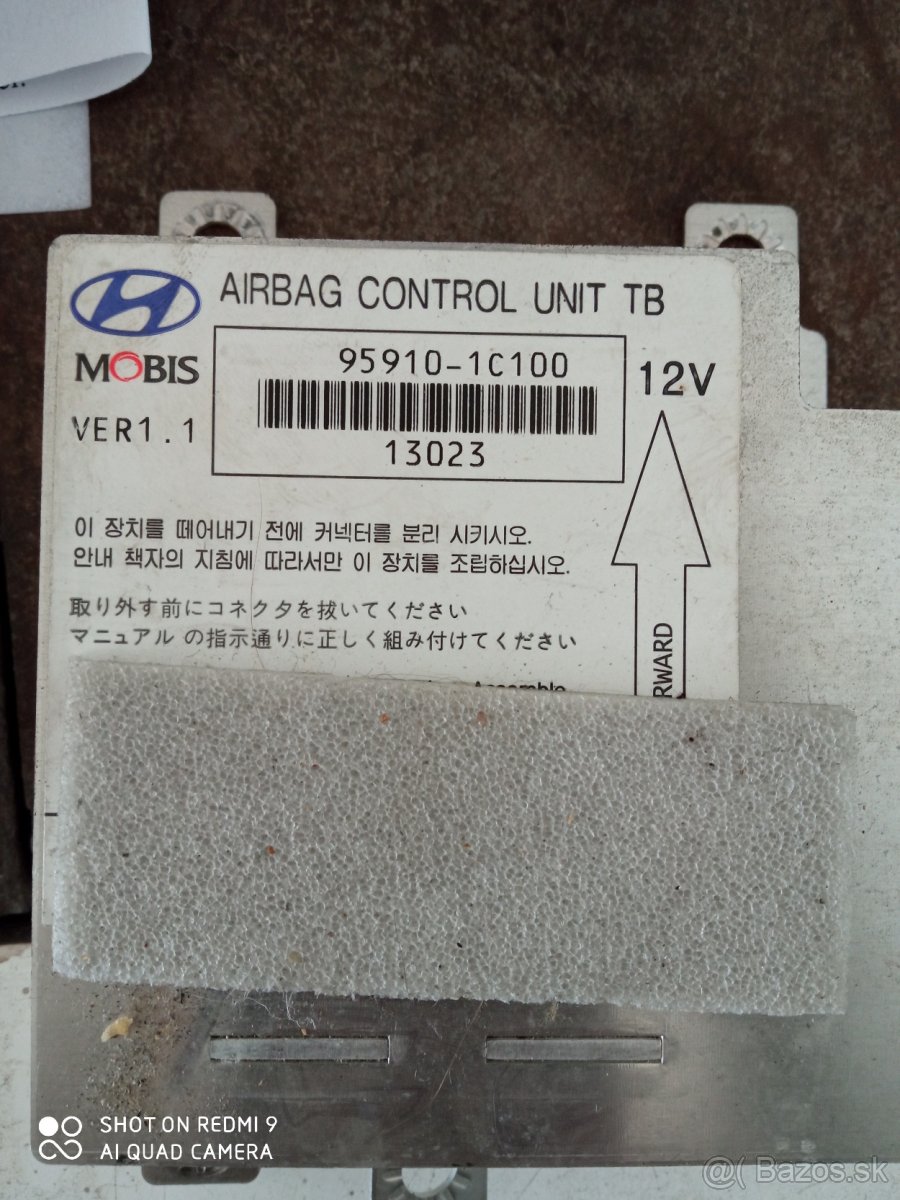 AIRBAG CONTROL UNIT TB
MOBIS
95910-1C100
12V
VER1.1
13023
이 장치를 떼어내기 전에 커넥터를 분리 시키시오.
안내 책자의 지침에 따라서만 이 장치를 조립하십시오.
取り外す前にコネクタを抜いてください
マニュアル の指示通りに正しく組み付けてください
RWARD
SHOT ON REDMI 9
AI QUAD CAMERA
@( Bazos.sk